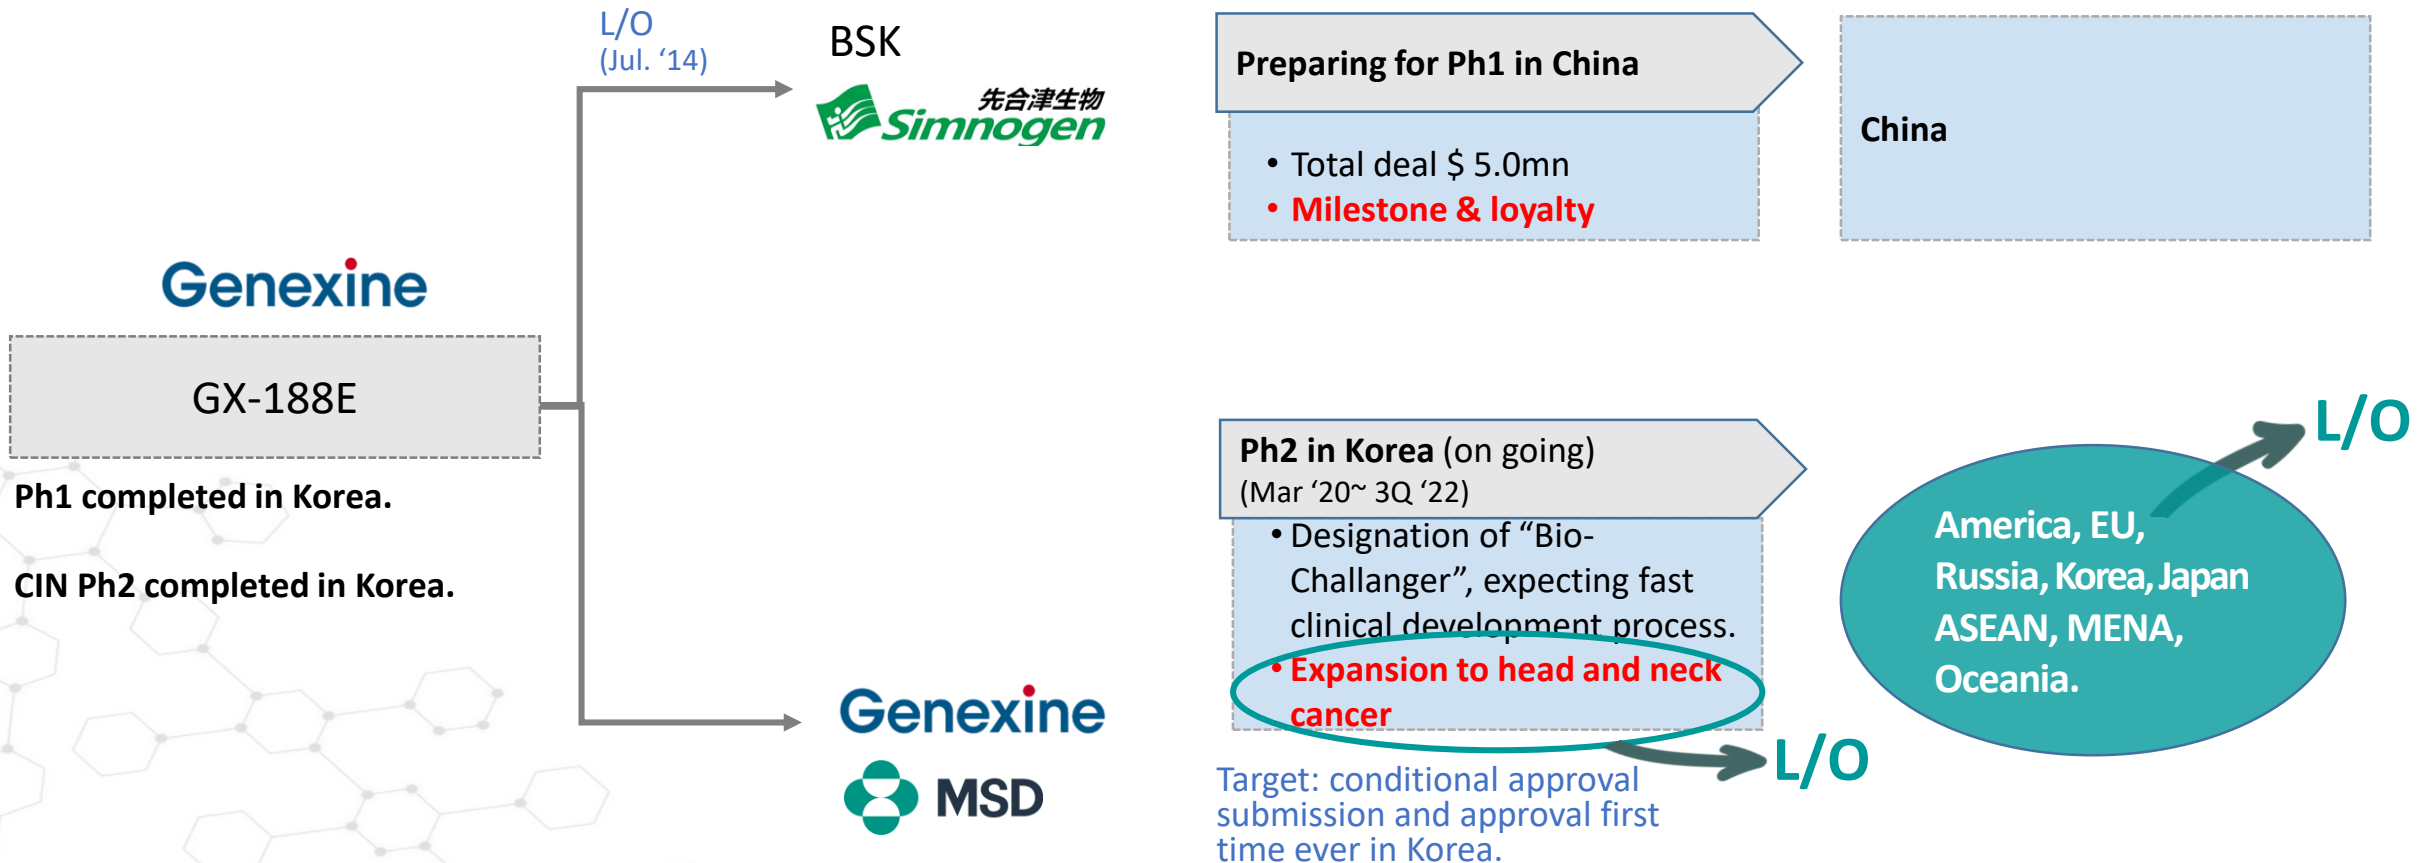 L/O
(Jul. ‘14)
BSK
先合津生物
Simnogen
Preparing for Ph1 in China
• Total deal $ 5.0mn
• Milestone & loyalty
China
Genexine
GX-188E
Ph1 completed in Korea.
CIN Ph2 completed in Korea.
Genexine
MSD
Ph2 in Korea (on going)
(Mar ‘20~ 3Q ‘22)
• Designation of “Bio-
Challanger”, expecting fast
clinical development process.
• Expansion to head and neck
cancer
L/O
Target: conditional approval
submission and approval first
time ever in Korea.
America, EU,
Russia, Korea, Japan
ASEAN, MENA,
Oceania.
L/O